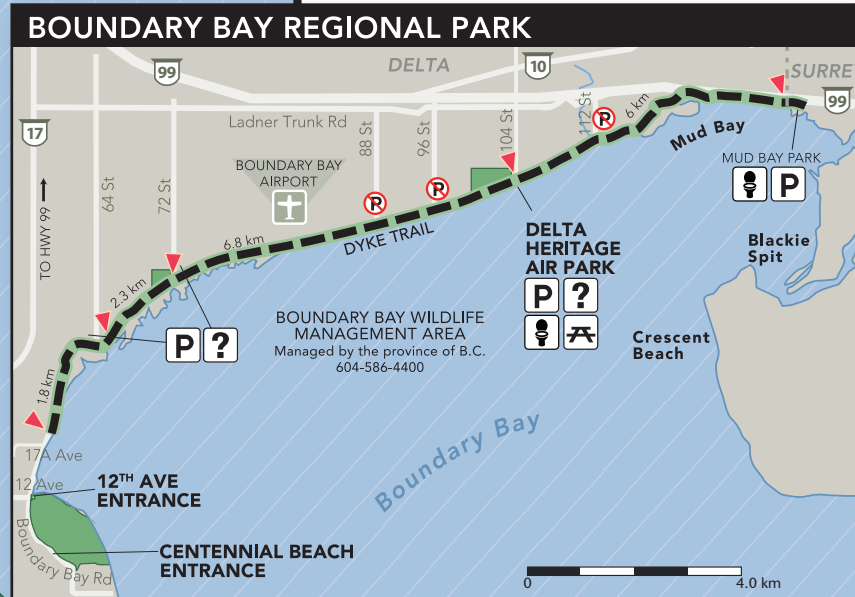 BOUNDARY BAY REGIONAL PARK
99
DELTA
10
SURREY
99
17
Ladner Trunk Rd
88 St
96 St
104 St
112 St
P
6 km
Mud Bay
MUD BAY PARK
P
BOUNDARY BAY
AIRPORT
64 St
72 St
P
P
TO HWY 99
6.8 km
DYKE TRAIL
DELTA
HERITAGE
AIR PARK
P ?
Blackie
Spit
2.3 km
P ?
BOUNDARY BAY WILDLIFE
MANAGEMENT AREA
Managed by the province of B.C.
604-586-4400
Crescent
Beach
1.8 km
Boundary Bay
17A Ave
12 Ave
12TH AVE
ENTRANCE
Boundary Bay Rd
CENTENNIAL BEACH
ENTRANCE
0 4.0 km